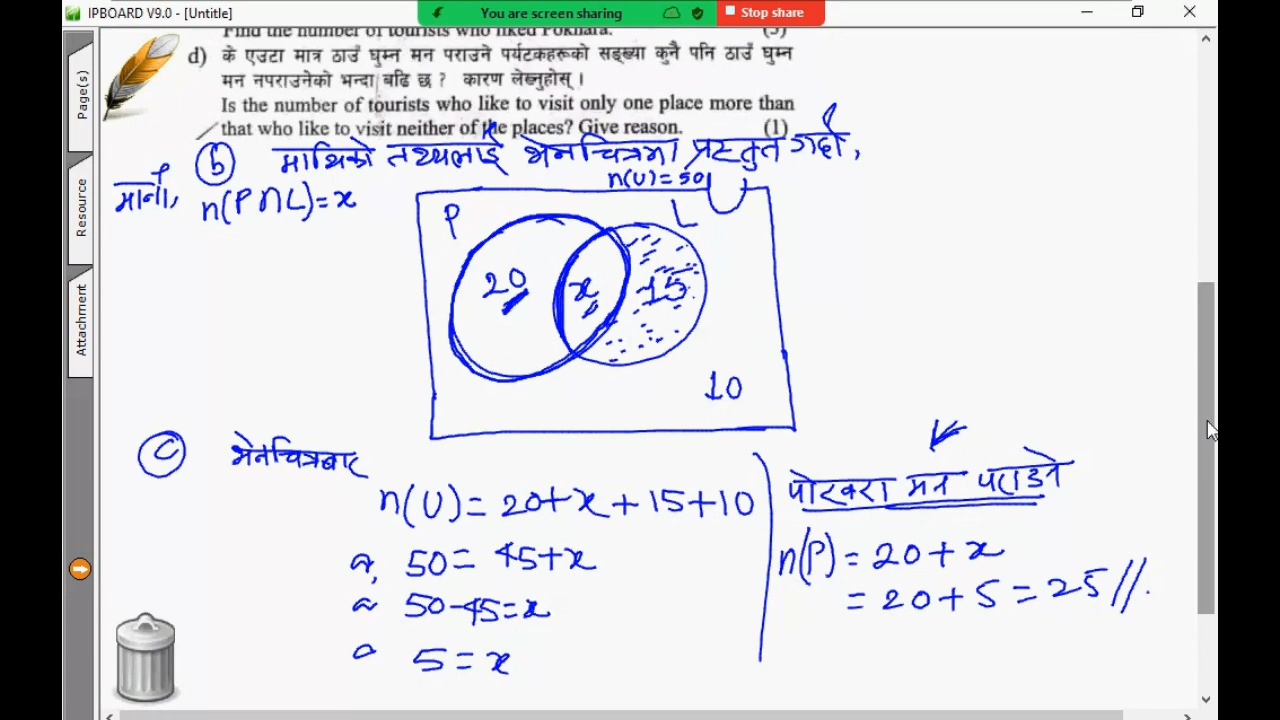 IPBOARD V9.0 - [Untitled]
You are screen sharing
Stop share
Page(s)
Resource
Attachment
Find the number of tourists who liked Pokhara. (3)
d) के एउटा मात्र ठाउँ घुम्न मन पराउने पर्यटकहरूको सङ्ख्या कुनै पनि ठाउँ घुम्न
मन नपराउनेको भन्दा बढि छ ? कारण लेख्नुहोस् ।
Is the number of tourists who like to visit only one place more than
that who like to visit neither of the places? Give reason. (1)
b माथिको तथ्यलाई भेनचित्रमा प्रस्तुत गर्दा,
मानौं, n(P∩L)=x
n(U)=50
P
L
20 x 15
10
c भेनचित्रबाट
n(U)=20+x+15+10
50=45+x
50-45=x
5=x
पोखरा मन पराउने
n(P)=20+x
=20+5=25//.